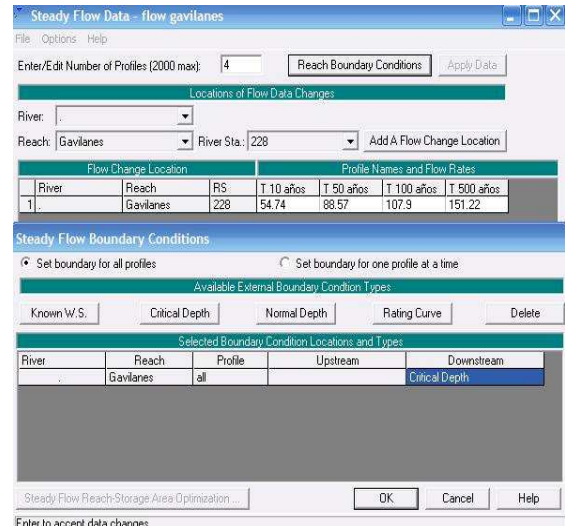 Steady Flow Data - flow gavilanes
File Options Help
Enter/Edit Number of Profiles (2000 max): 4 Reach Boundary Conditions Apply Data
Locations of Flow Data Changes
River: .
Reach: Gavilanes River Sta.: 228 Add A Flow Change Location
Flow Change Location Profile Names and Flow Rates
River Reach RS T 10 años T 50 años T 100 años T 500 años
1 . Gavilanes 228 54.74 88.57 107.9 151.22
Steady Flow Boundary Conditions
Set boundary for all profiles Set boundary for one profile at a time
Available External Boundary Condtion Types
Known W.S. Critical Depth Normal Depth Rating Curve Delete
Selected Boundary Condition Locations and Types
River Reach Profile Upstream Downstream
. Gavilanes all Critical Depth
Steady Flow Reach-Storage Area Optimization ... OK Cancel Help
Enter to accept data changes.